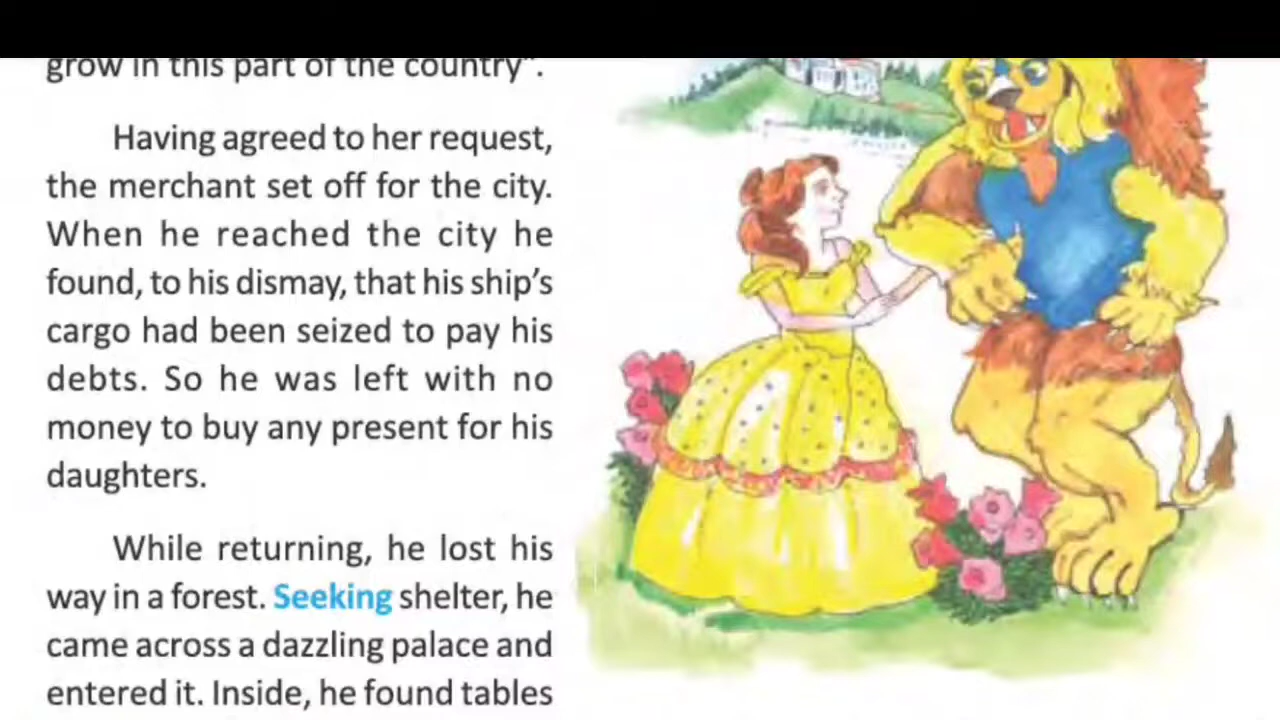 grow in this part of the country".
Having agreed to her request,
the merchant set off for the city.
When he reached the city he
found, to his dismay, that his ship's
cargo had been seized to pay his
debts. So he was left with no
money to buy any present for his
daughters.
While returning, he lost his
way in a forest. Seeking shelter, he
came across a dazzling palace and
entered it. Inside, he found tables